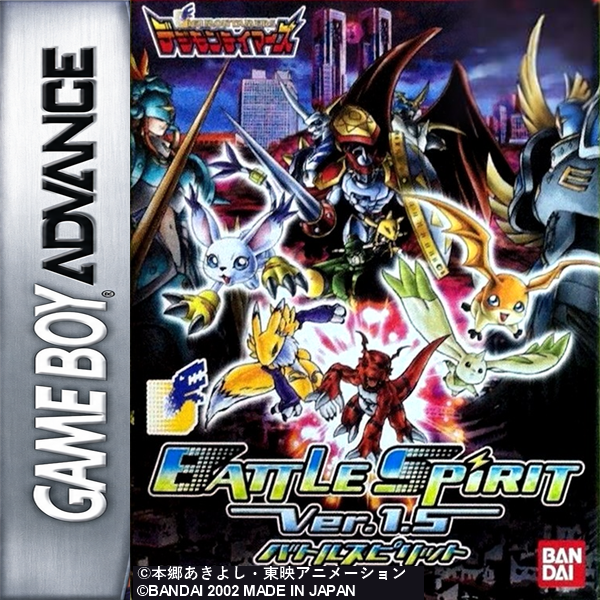 GAME BOY ADVANCE
デジモンテイマーズ
BATTLE SPIRIT
Ver.1.5
バトルスピリット
BAN
DAI
©本郷あきよし・東映アニメーション
©BANDAI 2002 MADE IN JAPAN